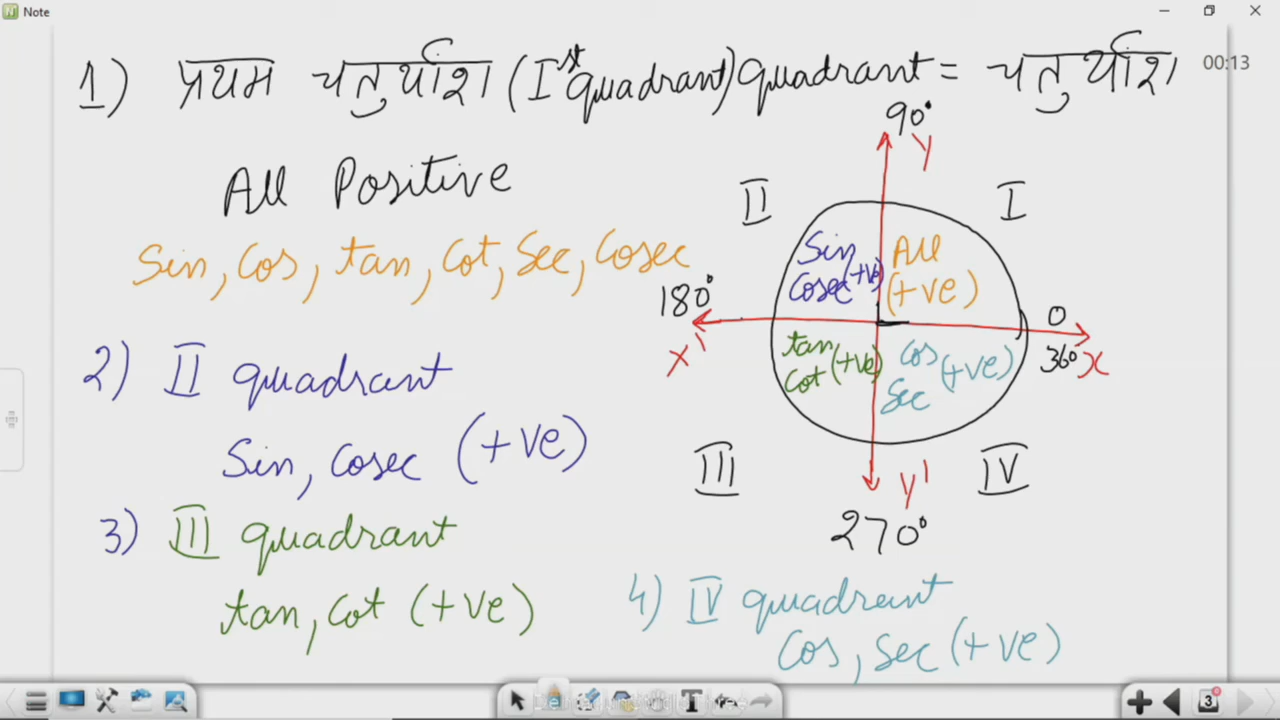 Note
1) प्रथम चतुर्थांश (Ist quadrant) quadrant = चतुर्थांश
00:13
90°
Y
All Positive
II
I
Sin, Cos, tan, Cot, Sec, Cosec
Sin
Cosec (+ve)
All
(+ve)
180°
0
X'
360°
X
tan
Cot (+ve)
Cos
Sec (+ve)
2) II quadrant
Sin, Cosec (+ve)
III
IV
Y'
270°
3) III quadrant
tan, Cot (+ve)
4) IV quadrant
Cos, Sec (+ve)
T
3